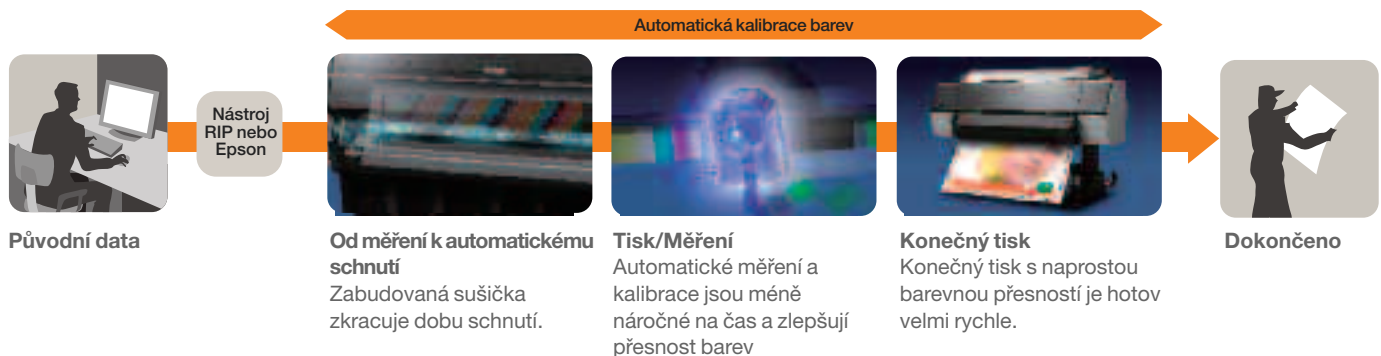 Automatická kalibrace barev
Nástroj
RIP nebo
Epson
Původní data
Od měření k automatickému
schnutí
Zabudovaná sušička
zkracuje dobu schnutí.
Tisk/Měření
Automatické měření a
kalibrace jsou méně
náročné na čas a zlepšují
přesnost barev
Konečný tisk
Konečný tisk s naprostou
barevnou přesností je hotov
velmi rychle.
Dokončeno